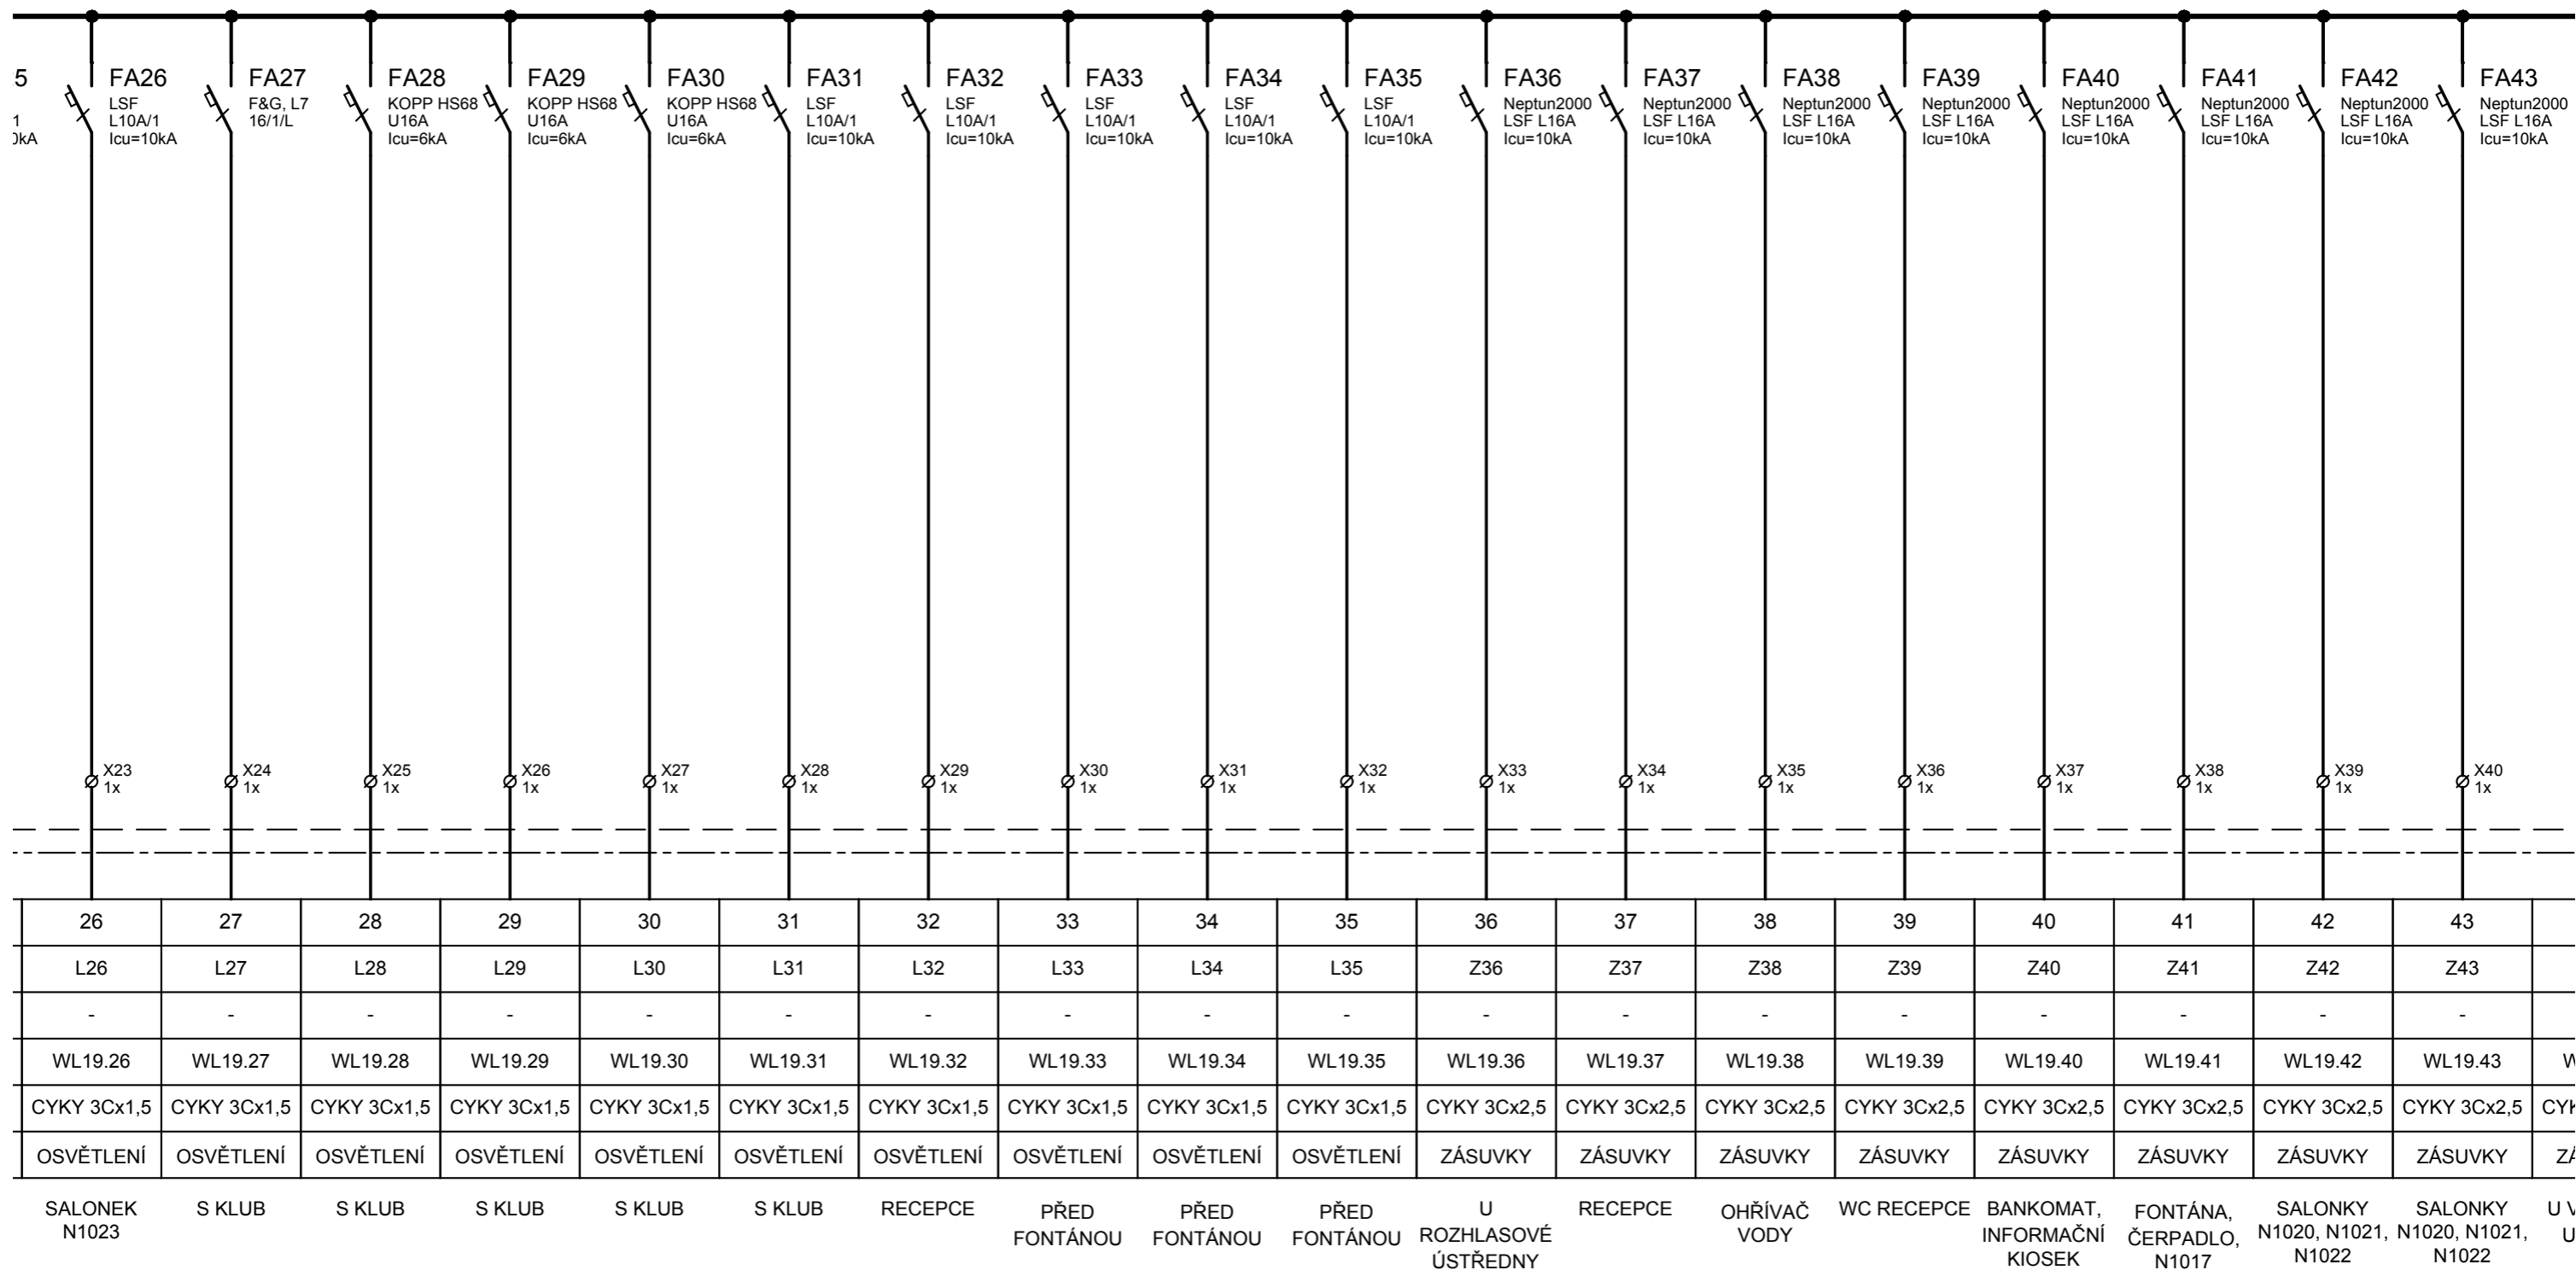 5
1
0kA
FA26
LSF
L10A/1
Icu=10kA
FA27
F&G, L7
16/1/L
FA28
KOPP HS68
U16A
Icu=6kA
FA29
KOPP HS68
U16A
Icu=6kA
FA30
KOPP HS68
U16A
Icu=6kA
FA31
LSF
L10A/1
Icu=10kA
FA32
LSF
L10A/1
Icu=10kA
FA33
LSF
L10A/1
Icu=10kA
FA34
LSF
L10A/1
Icu=10kA
FA35
LSF
L10A/1
Icu=10kA
FA36
Neptun2000
LSF L16A
Icu=10kA
FA37
Neptun2000
LSF L16A
Icu=10kA
FA38
Neptun2000
LSF L16A
Icu=10kA
FA39
Neptun2000
LSF L16A
Icu=10kA
FA40
Neptun2000
LSF L16A
Icu=10kA
FA41
Neptun2000
LSF L16A
Icu=10kA
FA42
Neptun2000
LSF L16A
Icu=10kA
FA43
Neptun2000
LSF L16A
Icu=10kA
X23
1x
X24
1x
X25
1x
X26
1x
X27
1x
X28
1x
X29
1x
X30
1x
X31
1x
X32
1x
X33
1x
X34
1x
X35
1x
X36
1x
X37
1x
X38
1x
X39
1x
X40
1x
26 27 28 29 30 31 32 33 34 35 36 37 38 39 40 41 42 43
L26 L27 L28 L29 L30 L31 L32 L33 L34 L35 Z36 Z37 Z38 Z39 Z40 Z41 Z42 Z43
- - - - - - - - - - - - - - - - - -
WL19.26 WL19.27 WL19.28 WL19.29 WL19.30 WL19.31 WL19.32 WL19.33 WL19.34 WL19.35 WL19.36 WL19.37 WL19.38 WL19.39 WL19.40 WL19.41 WL19.42 WL19.43
CYKY 3Cx1,5 CYKY 3Cx1,5 CYKY 3Cx1,5 CYKY 3Cx1,5 CYKY 3Cx1,5 CYKY 3Cx1,5 CYKY 3Cx1,5 CYKY 3Cx1,5 CYKY 3Cx1,5 CYKY 3Cx1,5 CYKY 3Cx2,5 CYKY 3Cx2,5 CYKY 3Cx2,5 CYKY 3Cx2,5 CYKY 3Cx2,5 CYKY 3Cx2,5 CYKY 3Cx2,5 CYKY 3Cx2,5
OSVĚTLENÍ OSVĚTLENÍ OSVĚTLENÍ OSVĚTLENÍ OSVĚTLENÍ OSVĚTLENÍ OSVĚTLENÍ OSVĚTLENÍ OSVĚTLENÍ OSVĚTLENÍ ZÁSUVKY ZÁSUVKY ZÁSUVKY ZÁSUVKY ZÁSUVKY ZÁSUVKY ZÁSUVKY ZÁSUVKY
SALONEK
N1023
S KLUB
S KLUB
S KLUB
S KLUB
S KLUB
RECEPCE
PŘED
FONTÁNOU
PŘED
FONTÁNOU
PŘED
FONTÁNOU
U
ROZHLASOVÉ
ÚSTŘEDNY
RECEPCE
OHŘÍVAČ
VODY
WC RECEPCE
BANKOMAT,
INFORMAČNÍ
KIOSEK
FONTÁNA,
ČERPADLO,
N1017
SALONKY
N1020, N1021,
N1022
SALONKY
N1020, N1021,
N1022
U